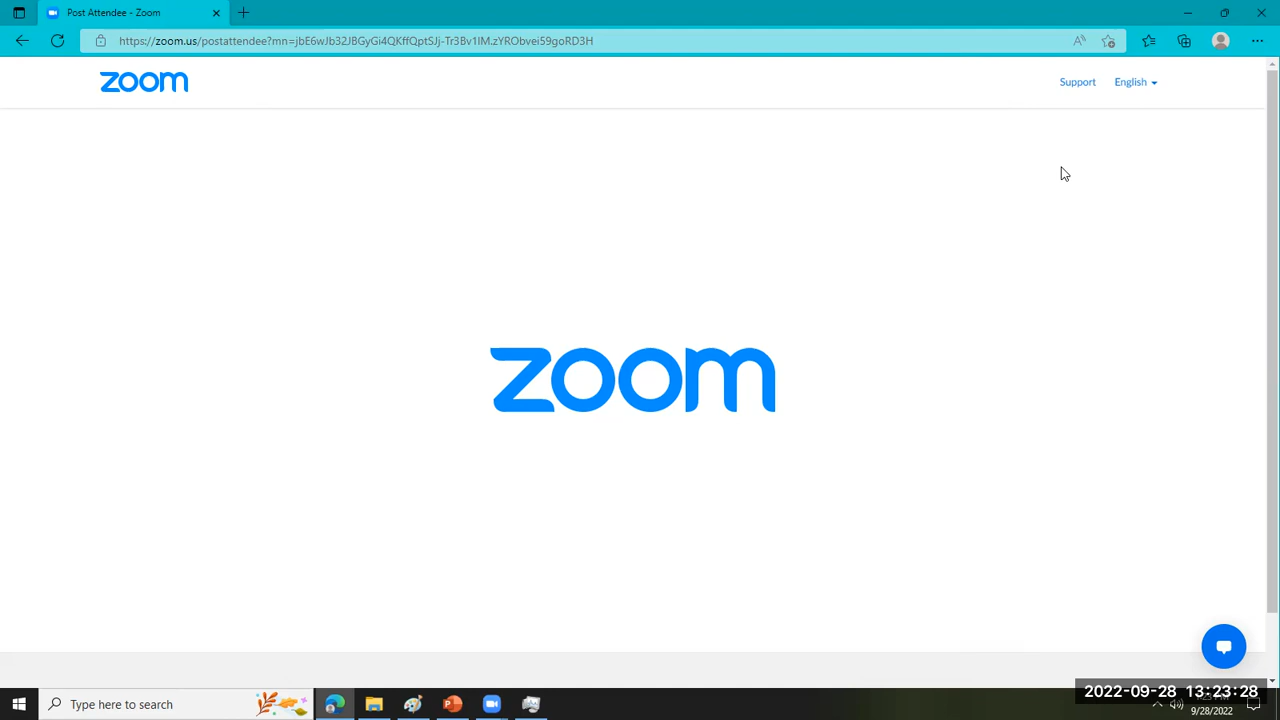 Post Attendee - Zoom
https://zoom.us/postattendee?mn=jbE6wJb32JBGyGi4QKffQptSJj-Tr3Bv1IM.zYRObvei59goRD3H
zoom
Support
English
zoom
Type here to search
2022-09-28 13:23:28
9/28/2022